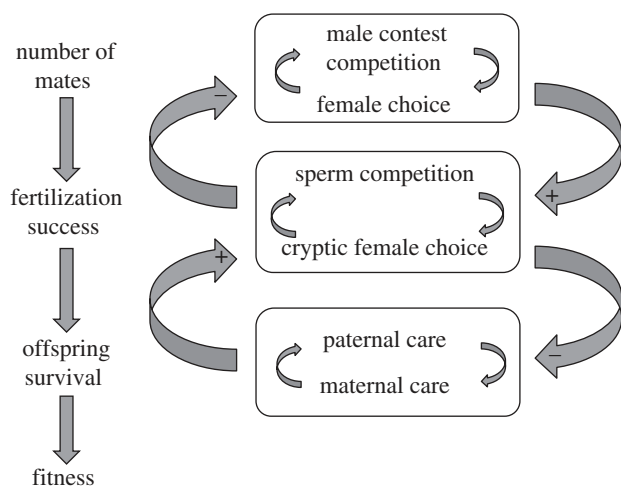 number of
mates
fertilization
success
offspring
survival
fitness
male contest
competition
female choice
sperm competition
cryptic female choice
paternal care
maternal care
−
+
+
−